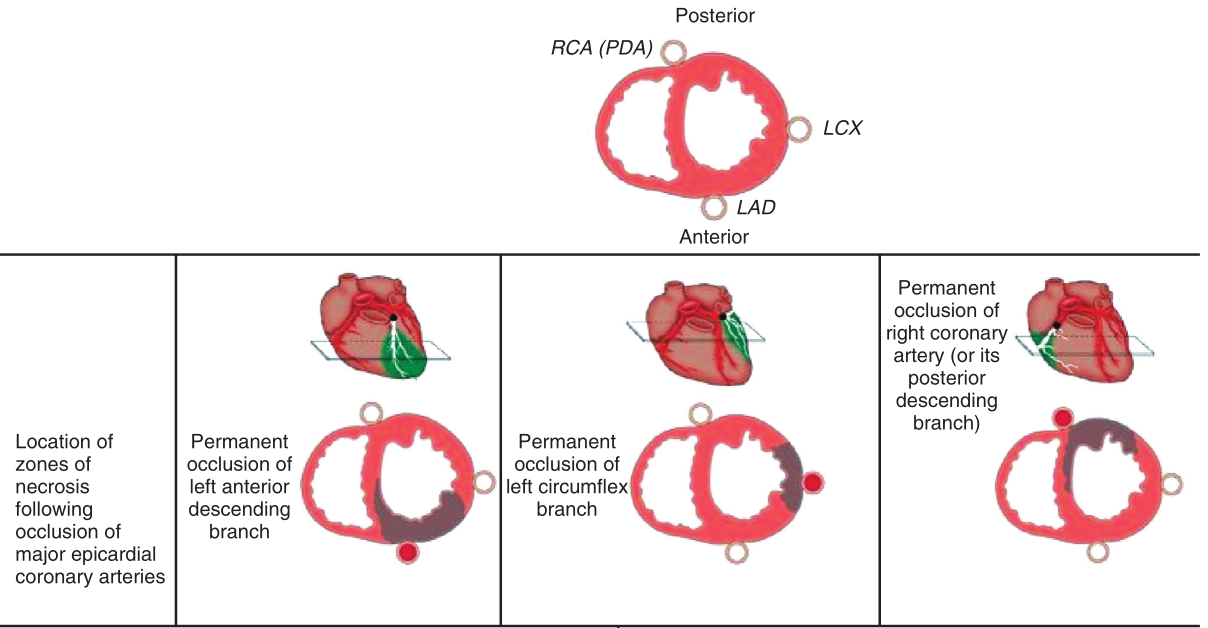 Posterior
RCA (PDA)
LCX
LAD
Anterior
Location of
zones of
necrosis
following
occlusion of
major epicardial
coronary arteries
Permanent
occlusion of
left anterior
descending
branch
Permanent
occlusion of
left circumflex
branch
Permanent
occlusion of
right coronary
artery (or its
posterior
descending
branch)